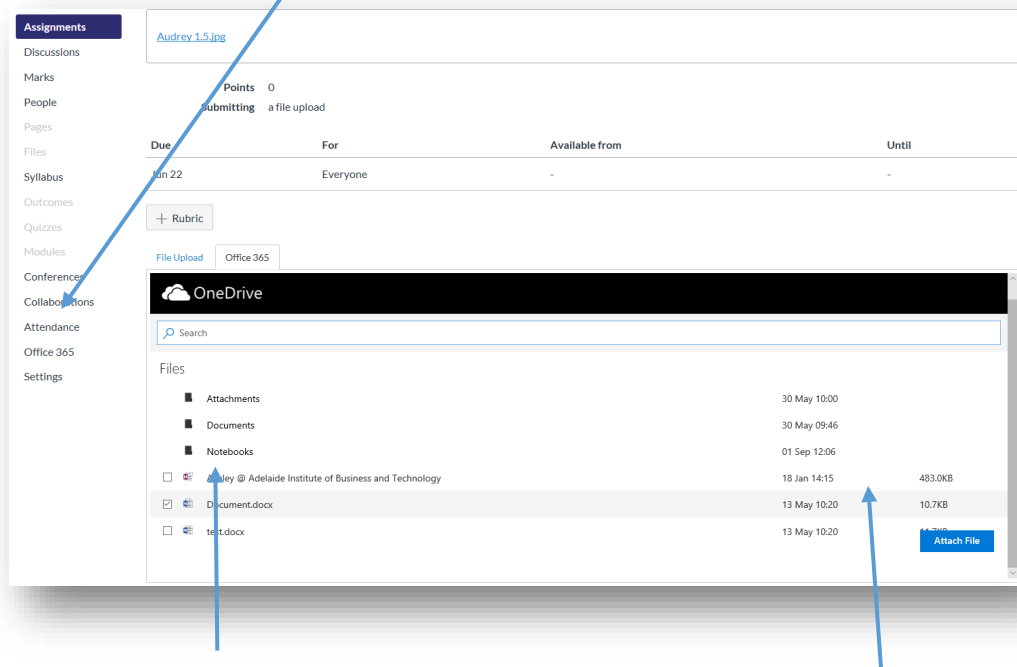 Assignments
Discussions
Marks
People
Pages
Files
Syllabus
Outcomes
Quizzes
Modules
Conferences
Collaborations
Attendance
Office 365
Settings
Audrey 1.5.jpg
Points 0
Submitting a file upload
Due For Available from Until
Jun 22 Everyone - -
+ Rubric
File Upload Office 365
OneDrive
Search
Files
Attachments 30 May 10:00
Documents 30 May 09:46
Notebooks 01 Sep 12:06
@ Adelaide Institute of Business and Technology 18 Jan 14:15 483.0KB
Document.docx 13 May 10:20 10.7KB
test.docx 13 May 10:20
Attach File